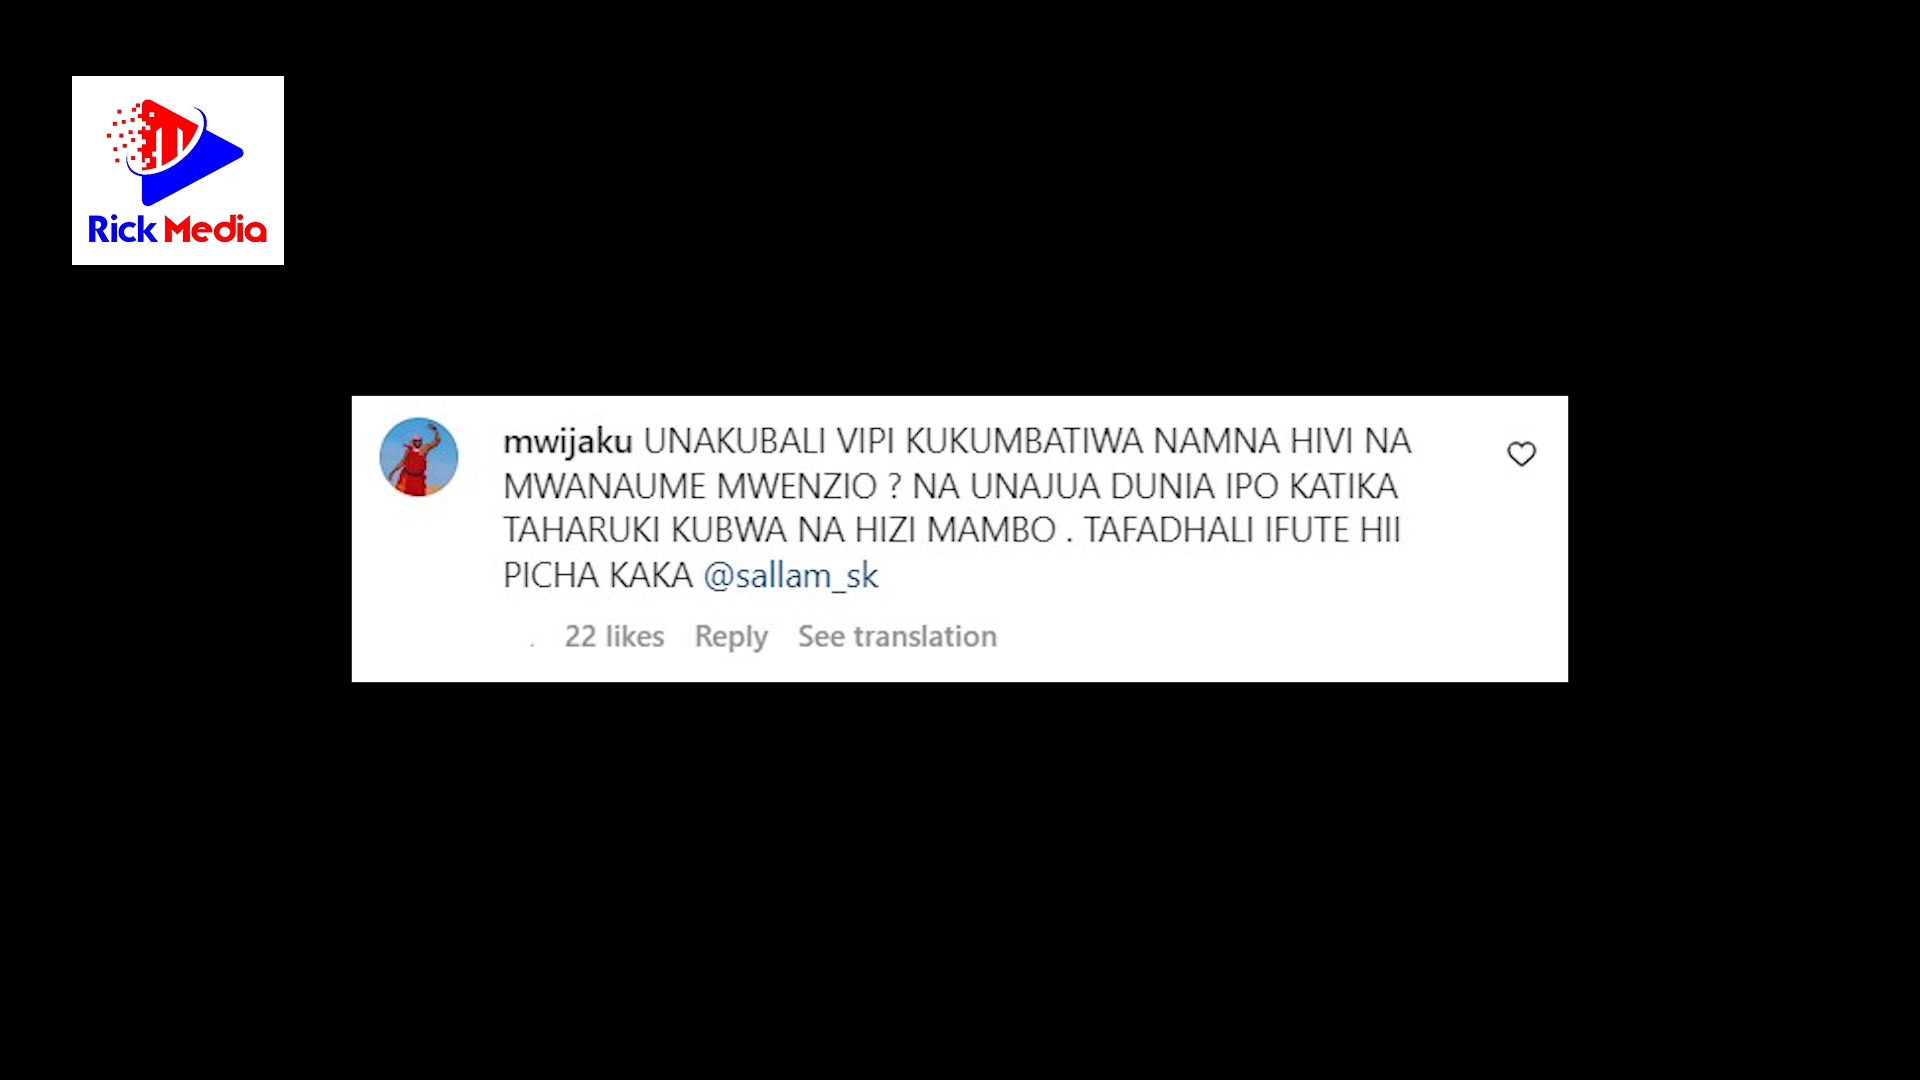 Rick Media
mwijaku UNAKUBALI VIPI KUKUMBATIWA NAMNA HIVI NA
MWANAUME MWENZIO ? NA UNAJUA DUNIA IPO KATIKA
TAHARUKI KUBWA NA HIZI MAMBO . TAFADHALI IFUTE HII
PICHA KAKA @sallam_sk
22 likes Reply See translation